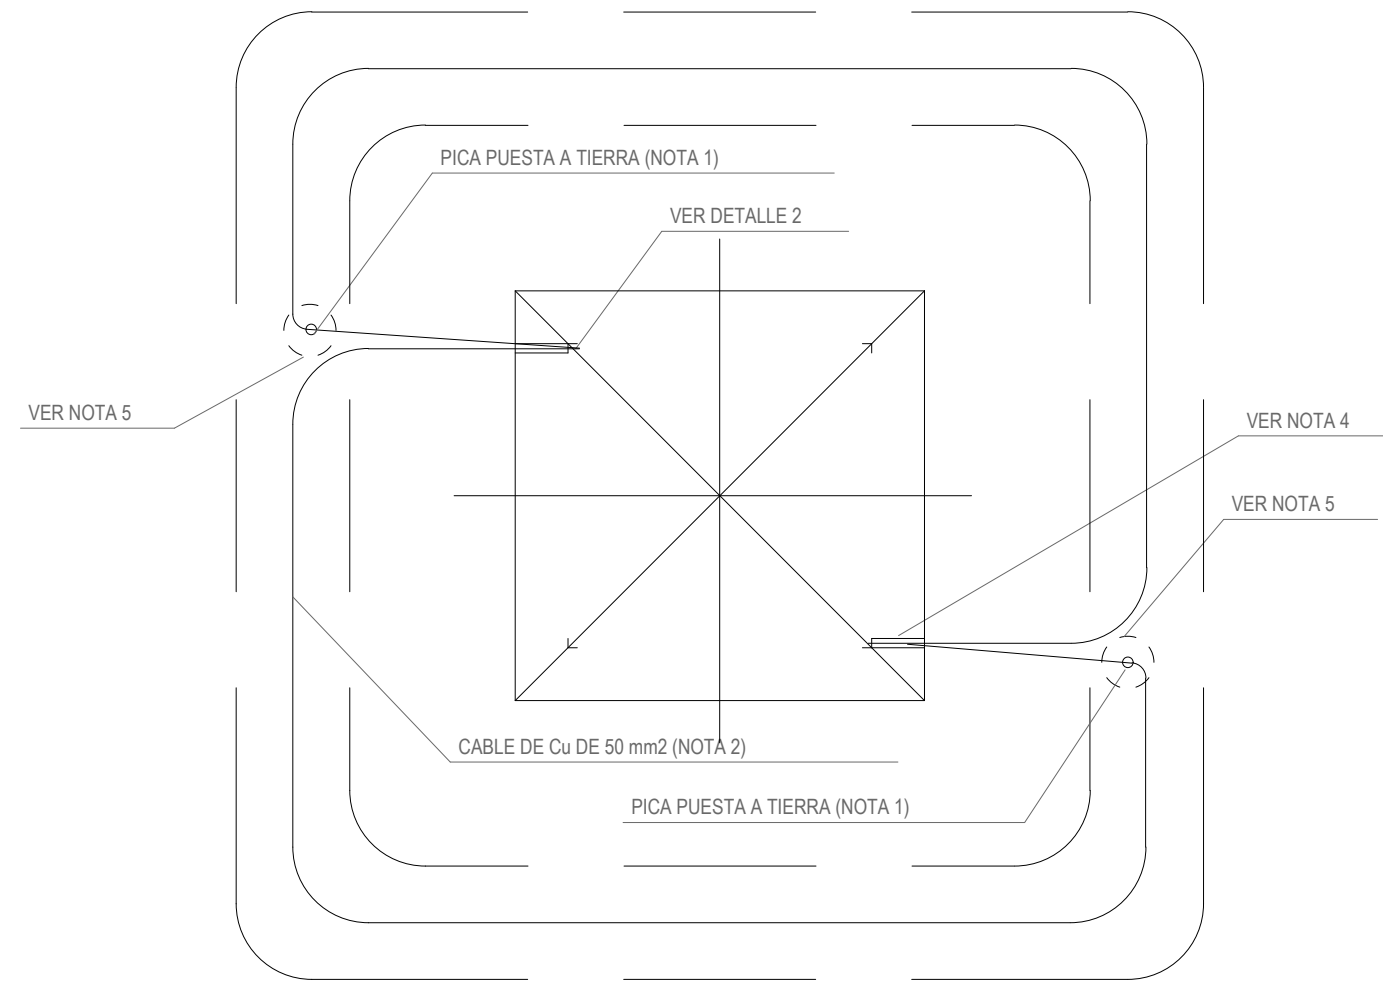 PICA PUESTA A TIERRA (NOTA 1)
VER DETALLE 2
VER NOTA 5
VER NOTA 4
VER NOTA 5
CABLE DE Cu DE 50 mm2 (NOTA 2)
PICA PUESTA A TIERRA (NOTA 1)